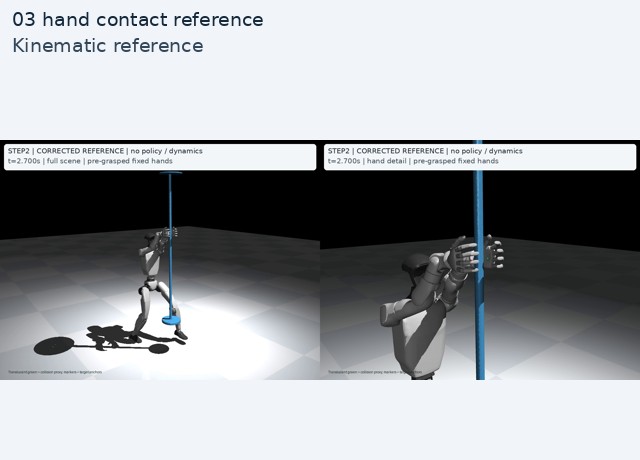 03 hand contact reference
Kinematic reference
STEP2 | CORRECTED REFERENCE | no policy / dynamics
t=2.700s | full scene | pre-grasped fixed hands
STEP2 | CORRECTED REFERENCE | no policy / dynamics
t=2.700s | hand detail | pre-grasped fixed hands